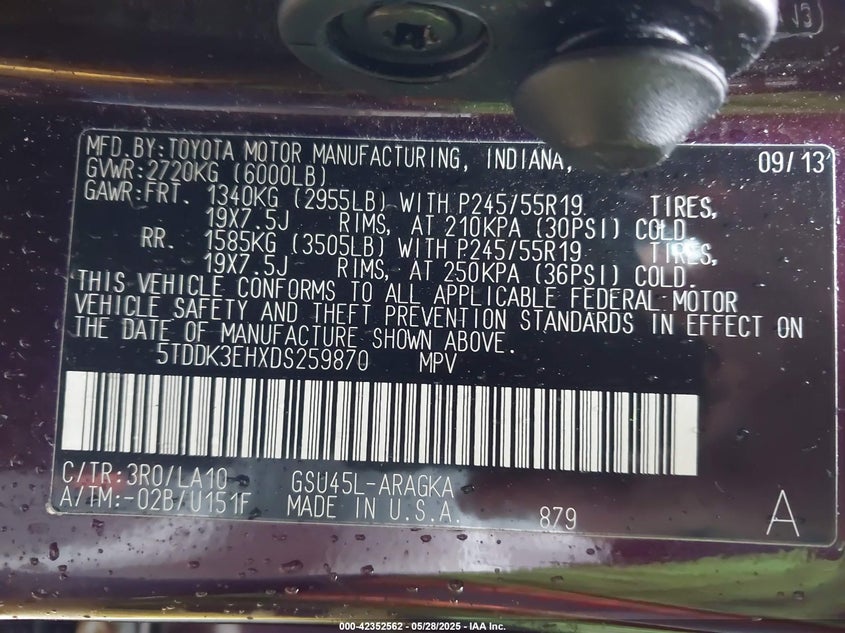 MFD.BY:TOYOTA MOTOR MANUFACTURING, INDIANA, 09/13
GVWR:2720KG (6000LB)
GAWR:FRT. 1340KG (2955LB) WITH P245/55R19 TIRES,
19X7.5J RIMS, AT 210KPA (30PSI) COLD.
RR. 1585KG (3505LB) WITH P245/55R19 TIRES,
19X7.5J RIMS, AT 250KPA (36PSI) COLD.
THIS VEHICLE CONFORMS TO ALL APPLICABLE FEDERAL MOTOR
VEHICLE SAFETY AND THEFT PREVENTION STANDARDS IN EFFECT ON
THE DATE OF MANUFACTURE SHOWN ABOVE.
5TDDK3EHXDS259870 MPV
C/TR:3R0/LA10 GSU45L-ARAGKA
A/TM:-02B/U151F MADE IN U.S.A. 879 A
000-42352562 - 05/28/2025 - IAA Inc.